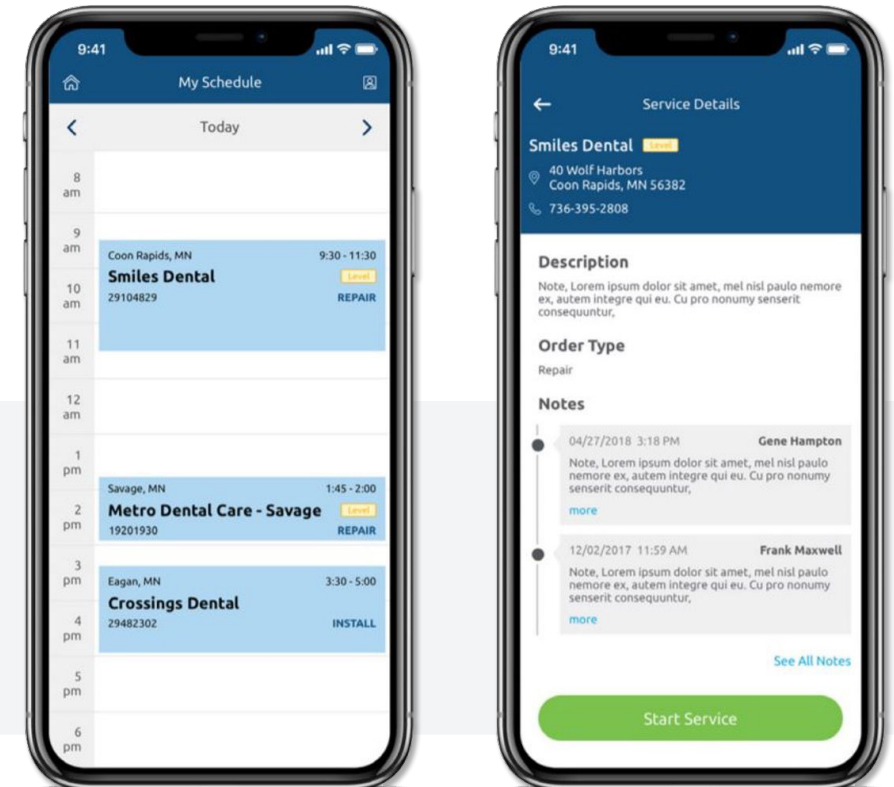 9:41
My Schedule
Today
8
am
9
am
10
am
11
am
12
am
1
pm
2
pm
3
pm
4
pm
5
pm
6
pm
Coon Rapids, MN 9:30 - 11:30
Smiles Dental Level
29104829 REPAIR
Savage, MN 1:45 - 2:00
Metro Dental Care - Savage Level
19201930 REPAIR
Eagan, MN 3:30 - 5:00
Crossings Dental
29482302 INSTALL
9:41
Service Details
Smiles Dental Level
40 Wolf Harbors
Coon Rapids, MN 56382
736-395-2808
Description
Note, Lorem ipsum dolor sit amet, mel nisl paulo nemore
ex, autem integre qui eu. Cu pro nonumy senserit
consequuntur,
Order Type
Repair
Notes
04/27/2018 3:18 PM Gene Hampton
Note, Lorem ipsum dolor sit amet, mel nisl paulo
nemore ex, autem integre qui eu. Cu pro nonumy
senserit consequuntur,
more
12/02/2017 11:59 AM Frank Maxwell
Note, Lorem ipsum dolor sit amet, mel nisl paulo
nemore ex, autem integre qui eu. Cu pro nonumy
senserit consequuntur,
more
See All Notes
Start Service